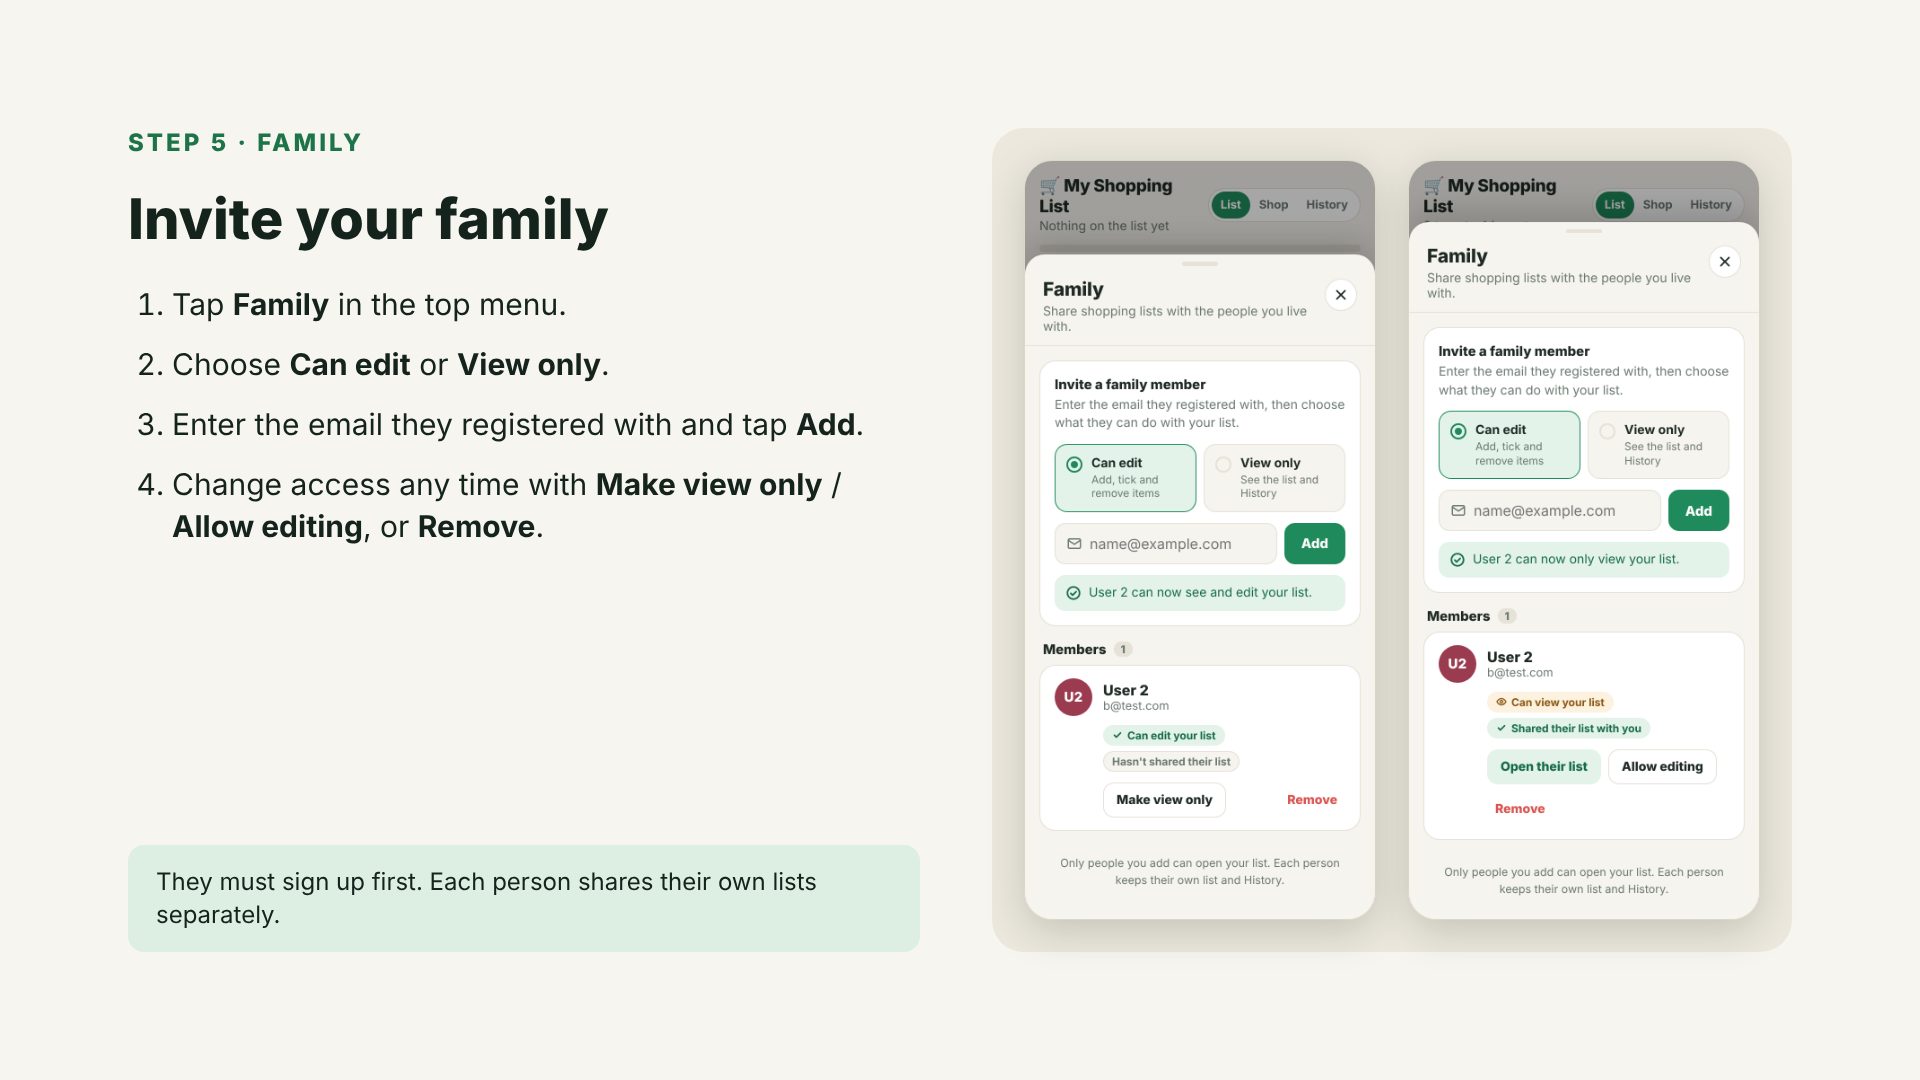 STEP 5 · FAMILY
Invite your family
1. Tap Family in the top menu.
2. Choose Can edit or View only.
3. Enter the email they registered with and tap Add.
4. Change access any time with Make view only /
Allow editing, or Remove.
They must sign up first. Each person shares their own lists
separately.
🛒 My Shopping
List
Nothing on the list yet
List Shop History
Family
Share shopping lists with the people you live
with.
Invite a family member
Enter the email they registered with, then choose
what they can do with your list.
Can edit
Add, tick and
remove items
View only
See the list and
History
name@example.com
Add
User 2 can now see and edit your list.
Members 1
U2
User 2
b@test.com
Can edit your list
Hasn't shared their list
Make view only
Remove
Only people you add can open your list. Each person
keeps their own list and History.
🛒 My Shopping
List
List Shop History
Family
Share shopping lists with the people you live
with.
Invite a family member
Enter the email they registered with, then choose
what they can do with your list.
Can edit
Add, tick and
remove items
View only
See the list and
History
name@example.com
Add
User 2 can now only view your list.
Members 1
U2
User 2
b@test.com
Can view your list
Shared their list with you
Open their list
Allow editing
Remove
Only people you add can open your list. Each person
keeps their own list and History.